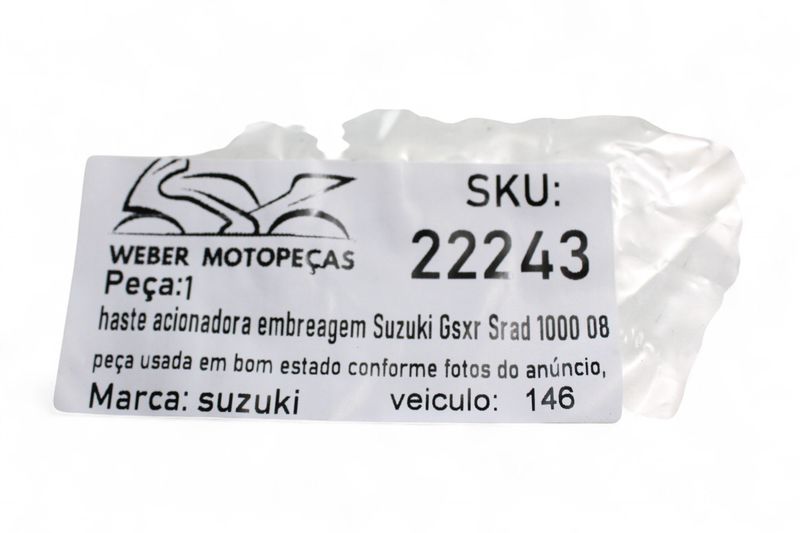 SKU:
22243
WEBER MOTOPEÇAS
Peça:1
haste acionadora embreagem Suzuki Gsxr Srad 1000 08
peça usada em bom estado conforme fotos do anúncio,
Marca: suzuki veiculo: 146